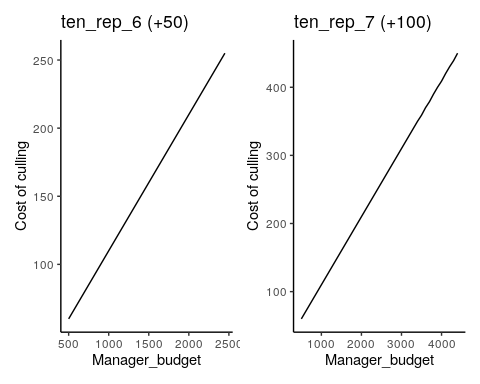 ten_rep_6 (+50)
Cost of culling
250
200
150
100
500 1000 1500 2000 250
Manager_budget
ten_rep_7 (+100)
Cost of culling
400
300
200
100
1000 2000 3000 4000
Manager_budget